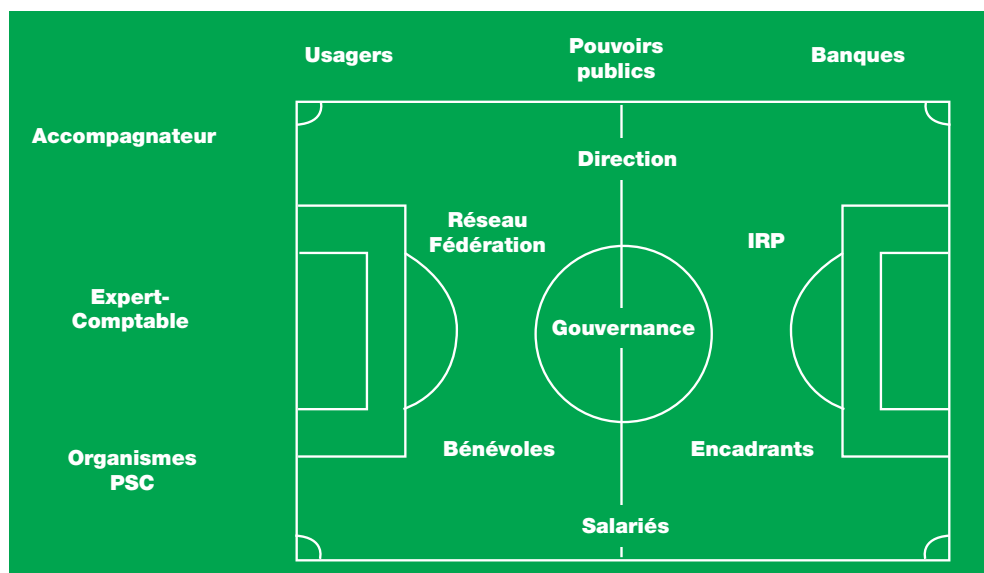 Usagers
Pouvoirs
publics
Banques
Accompagnateur
Direction
Réseau
Fédération
IRP
Expert-
Comptable
Gouvernance
Organismes
PSC
Bénévoles
Encadrants
Salariés